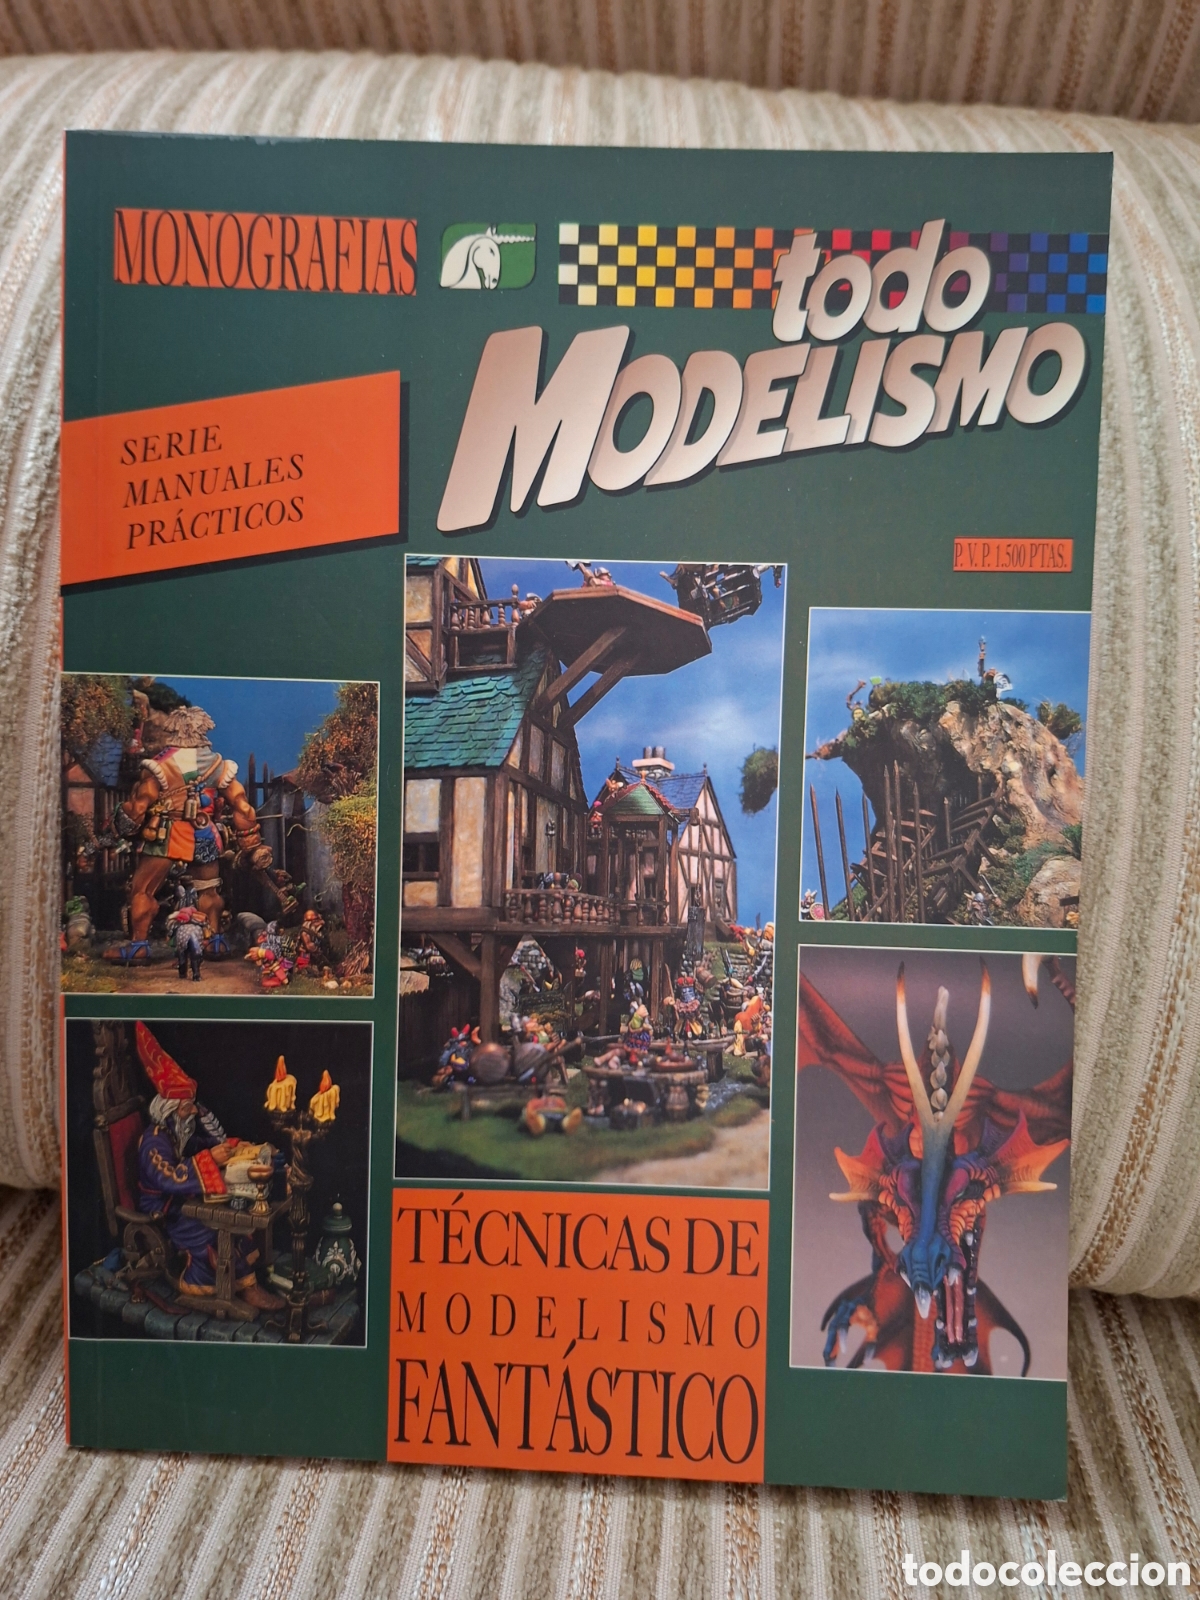 MONOGRAFIAS
todo
MODELISMO
SERIE
MANUALES
PRÁCTICOS
P. V. P. 1.500 PTAS.
TÉCNICAS DE
MODELISMO
FANTÁSTICO
todocoleccion